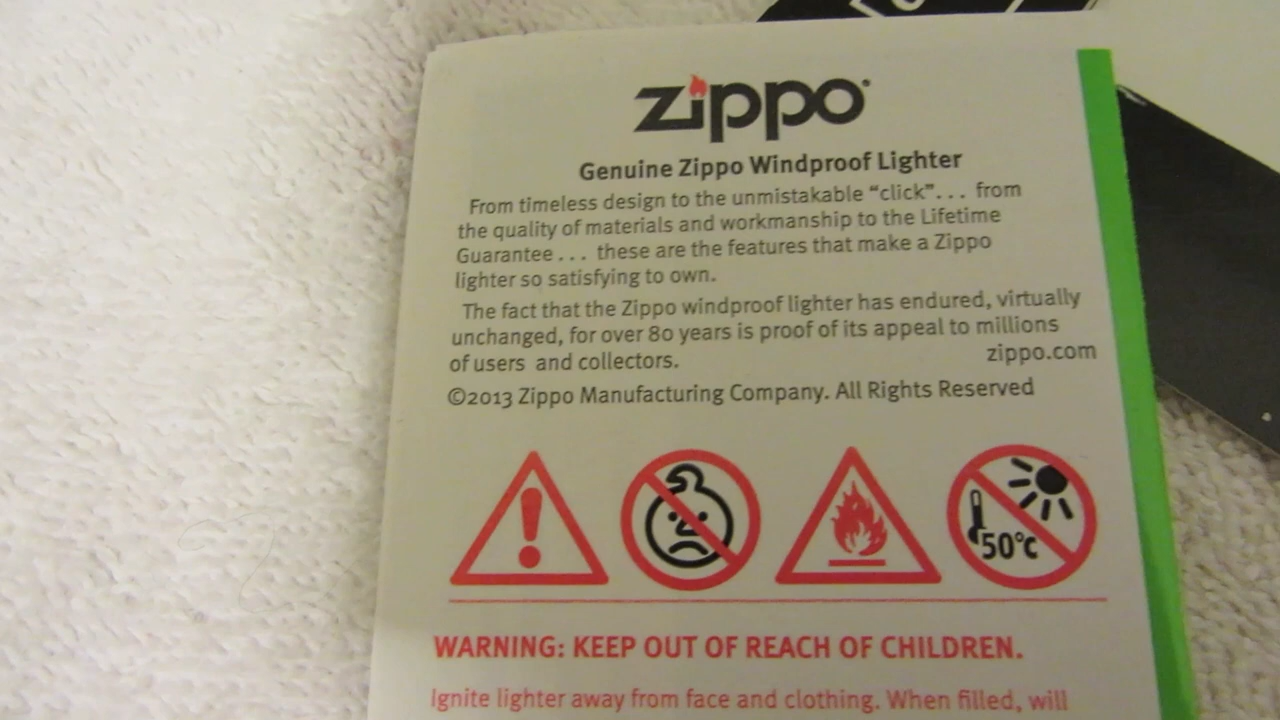 zippo
Genuine Zippo Windproof Lighter
From timeless design to the unmistakable “click”... from
the quality of materials and workmanship to the Lifetime
Guarantee... these are the features that make a Zippo
lighter so satisfying to own.
The fact that the Zippo windproof lighter has endured, virtually
unchanged, for over 80 years is proof of its appeal to millions
of users and collectors.
zippo.com
©2013 Zippo Manufacturing Company. All Rights Reserved
50°C
WARNING: KEEP OUT OF REACH OF CHILDREN.
Ignite lighter away from face and clothing. When filled, will